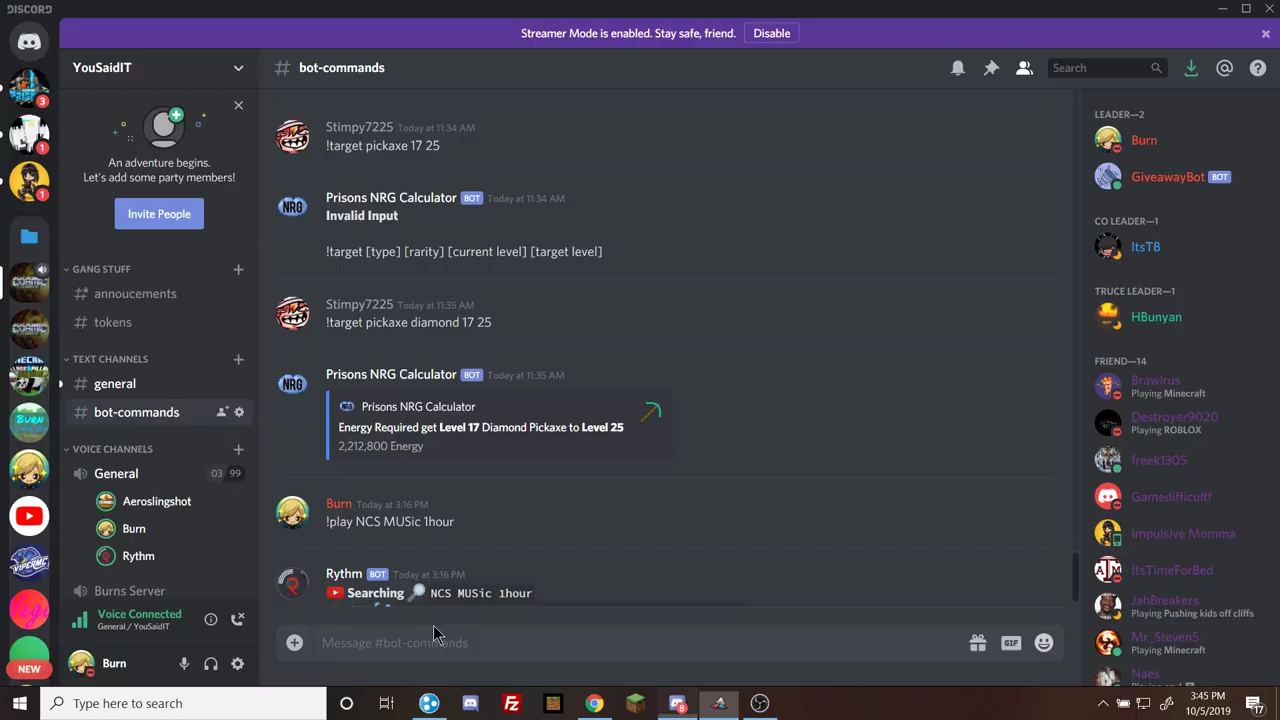 DISCORD
Streamer Mode is enabled. Stay safe, friend.
Disable
YouSaidIT
# bot-commands
Search
An adventure begins.
Let's add some party members!
Invite People
GANG STUFF
annoucements
# tokens
TEXT CHANNELS
# general
# bot-commands
VOICE CHANNELS
General
03 99
Aeroslingshot
Burn
Rythm
Burns Server
Voice Connected
General / YouSaidIT
Burn
3
1
1
NEW
Stimpy7225 Today at 11:34 AM
!target pickaxe 17 25
NRG
Prisons NRG Calculator BOT Today at 11:34 AM
Invalid Input
!target [type] [rarity] [current level] [target level]
Stimpy7225 Today at 11:35 AM
!target pickaxe diamond 17 25
NRG
Prisons NRG Calculator BOT Today at 11:35 AM
Prisons NRG Calculator
Energy Required get Level 17 Diamond Pickaxe to Level 25
2,212,800 Energy
Burn Today at 3:16 PM
!play NCS MUSic 1hour
Rythm BOT Today at 3:16 PM
Searching NCS MUSic 1hour
Message #bot-commands
GIF
LEADER—2
Burn
GiveawayBot BOT
CO LEADER—1
ItsTB
TRUCE LEADER—1
HBunyan
FRIEND—14
Brawlrus
Playing Minecraft
Destroyer9020
Playing ROBLOX
freek1305
Gamedifficultf
Impulsive Momma
ItsTimeForBed
JahBreakers
Playing Pushing kids off cliffs
Mr_Steven5
Playing Minecraft
Naes
Type here to search
8
3:45 PM
10/5/2019
17